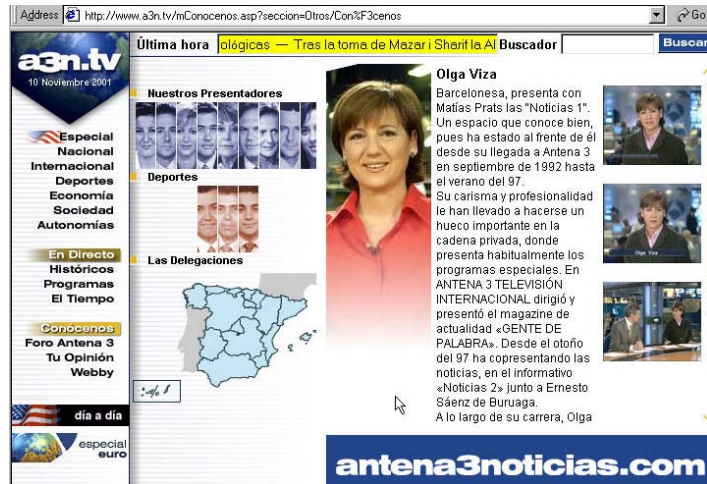 Address http://www.a3n.tv/mConocenos.asp?seccion=Otros/Con%F3cenos Go
a3n.tv
10 Noviembre 2001
Última hora ológicas — Tras la toma de Mazar i Sharif la Al Buscador Buscar
Especial
Nacional
Internacional
Deportes
Economía
Sociedad
Autonomías
En Directo
Históricos
Programas
El Tiempo
Conócenos
Foro Antena 3
Tu Opinión
Webby
día a día
especial
euro
Nuestros Presentadores
Deportes
Las Delegaciones
Olga Viza
Barcelonesa, presenta con
Matías Prats las "Noticias 1".
Un espacio que conoce bien,
pues ha estado al frente de él
desde su llegada a Antena 3
en septiembre de 1992 hasta
el verano del 97.
Su carisma y profesionalidad
le han llevado a hacerse un
hueco importante en la
cadena privada, donde
presenta habitualmente los
programas especiales. En
ANTENA 3 TELEVISIÓN
INTERNACIONAL dirigió y
presentó el magazine de
actualidad «GENTE DE
PALABRA». Desde el otoño
del 97 ha copresentando las
noticias, en el informativo
«Noticias 2» junto a Ernesto
Sáenz de Buruaga.
A lo largo de su carrera, Olga
Olga Viza
antena3noticias.com